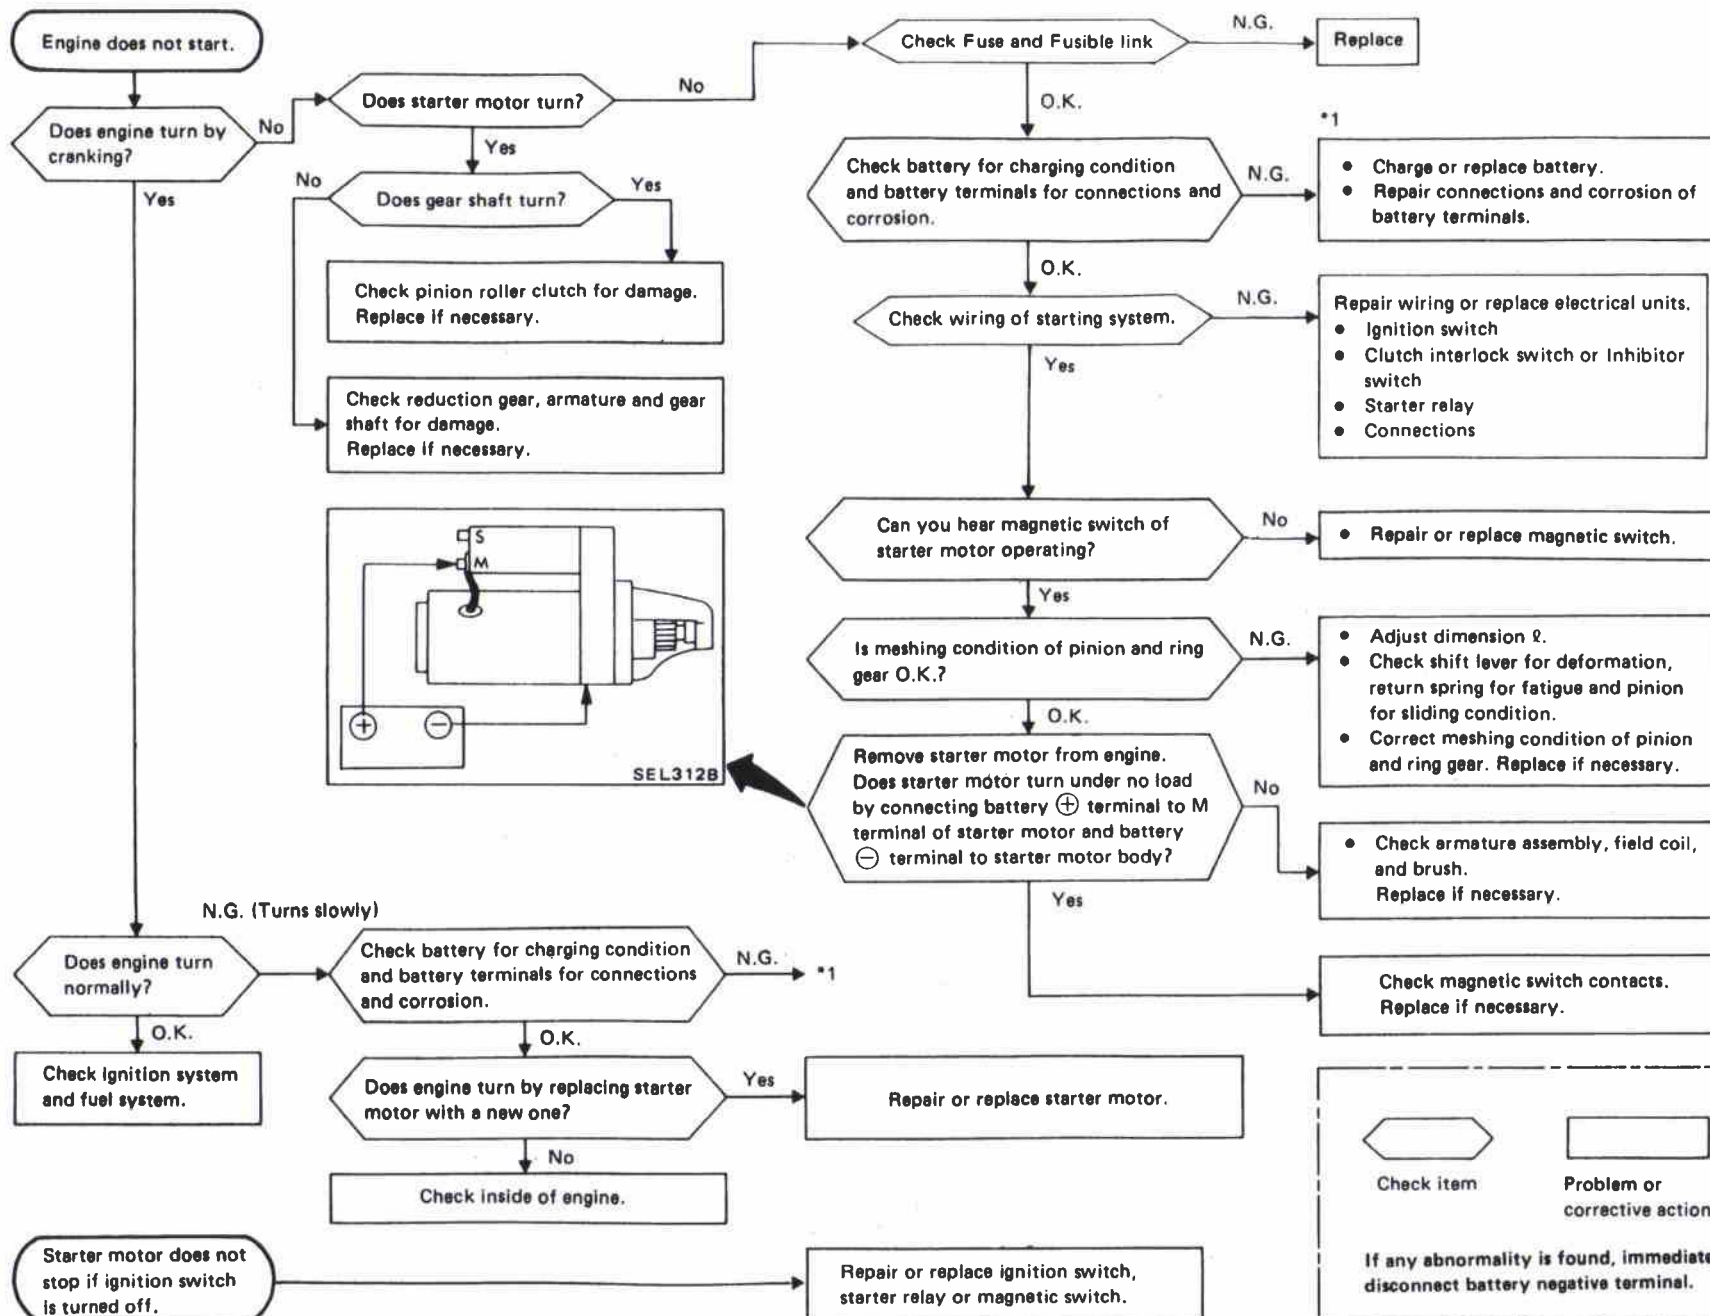 Engine does not start.
Does engine turn by
cranking?
No
Yes
Does starter motor turn?
No
Yes
No
Does gear shaft turn?
Yes
Check pinion roller clutch for damage.
Replace if necessary.
Check reduction gear, armature and gear
shaft for damage.
Replace if necessary.
S
M
+
−
SEL312B
Check Fuse and Fusible link
N.G.
Replace
O.K.
Check battery for charging condition
and battery terminals for connections and
corrosion.
N.G.
*1
• Charge or replace battery.
• Repair connections and corrosion of
battery terminals.
O.K.
Check wiring of starting system.
N.G.
Repair wiring or replace electrical units.
• Ignition switch
• Clutch interlock switch or Inhibitor
switch
• Starter relay
• Connections
Yes
Can you hear magnetic switch of
starter motor operating?
No
• Repair or replace magnetic switch.
Yes
Is meshing condition of pinion and ring
gear O.K.?
N.G.
• Adjust dimension ℓ.
• Check shift lever for deformation,
return spring for fatigue and pinion
for sliding condition.
• Correct meshing condition of pinion
and ring gear. Replace if necessary.
O.K.
Remove starter motor from engine.
Does starter motor turn under no load
by connecting battery ⊕ terminal to M
terminal of starter motor and battery
⊖ terminal to starter motor body?
No
• Check armature assembly, field coil,
and brush.
Replace if necessary.
Yes
Check magnetic switch contacts.
Replace if necessary.
Does engine turn
normally?
N.G. (Turns slowly)
Check battery for charging condition
and battery terminals for connections
and corrosion.
N.G.
*1
O.K.
Check ignition system
and fuel system.
O.K.
Does engine turn by replacing starter
motor with a new one?
Yes
Repair or replace starter motor.
No
Check inside of engine.
Starter motor does not
stop if ignition switch
is turned off.
Repair or replace ignition switch,
starter relay or magnetic switch.
Check item
Problem or
corrective action
If any abnormality is found, immediate
disconnect battery negative terminal.